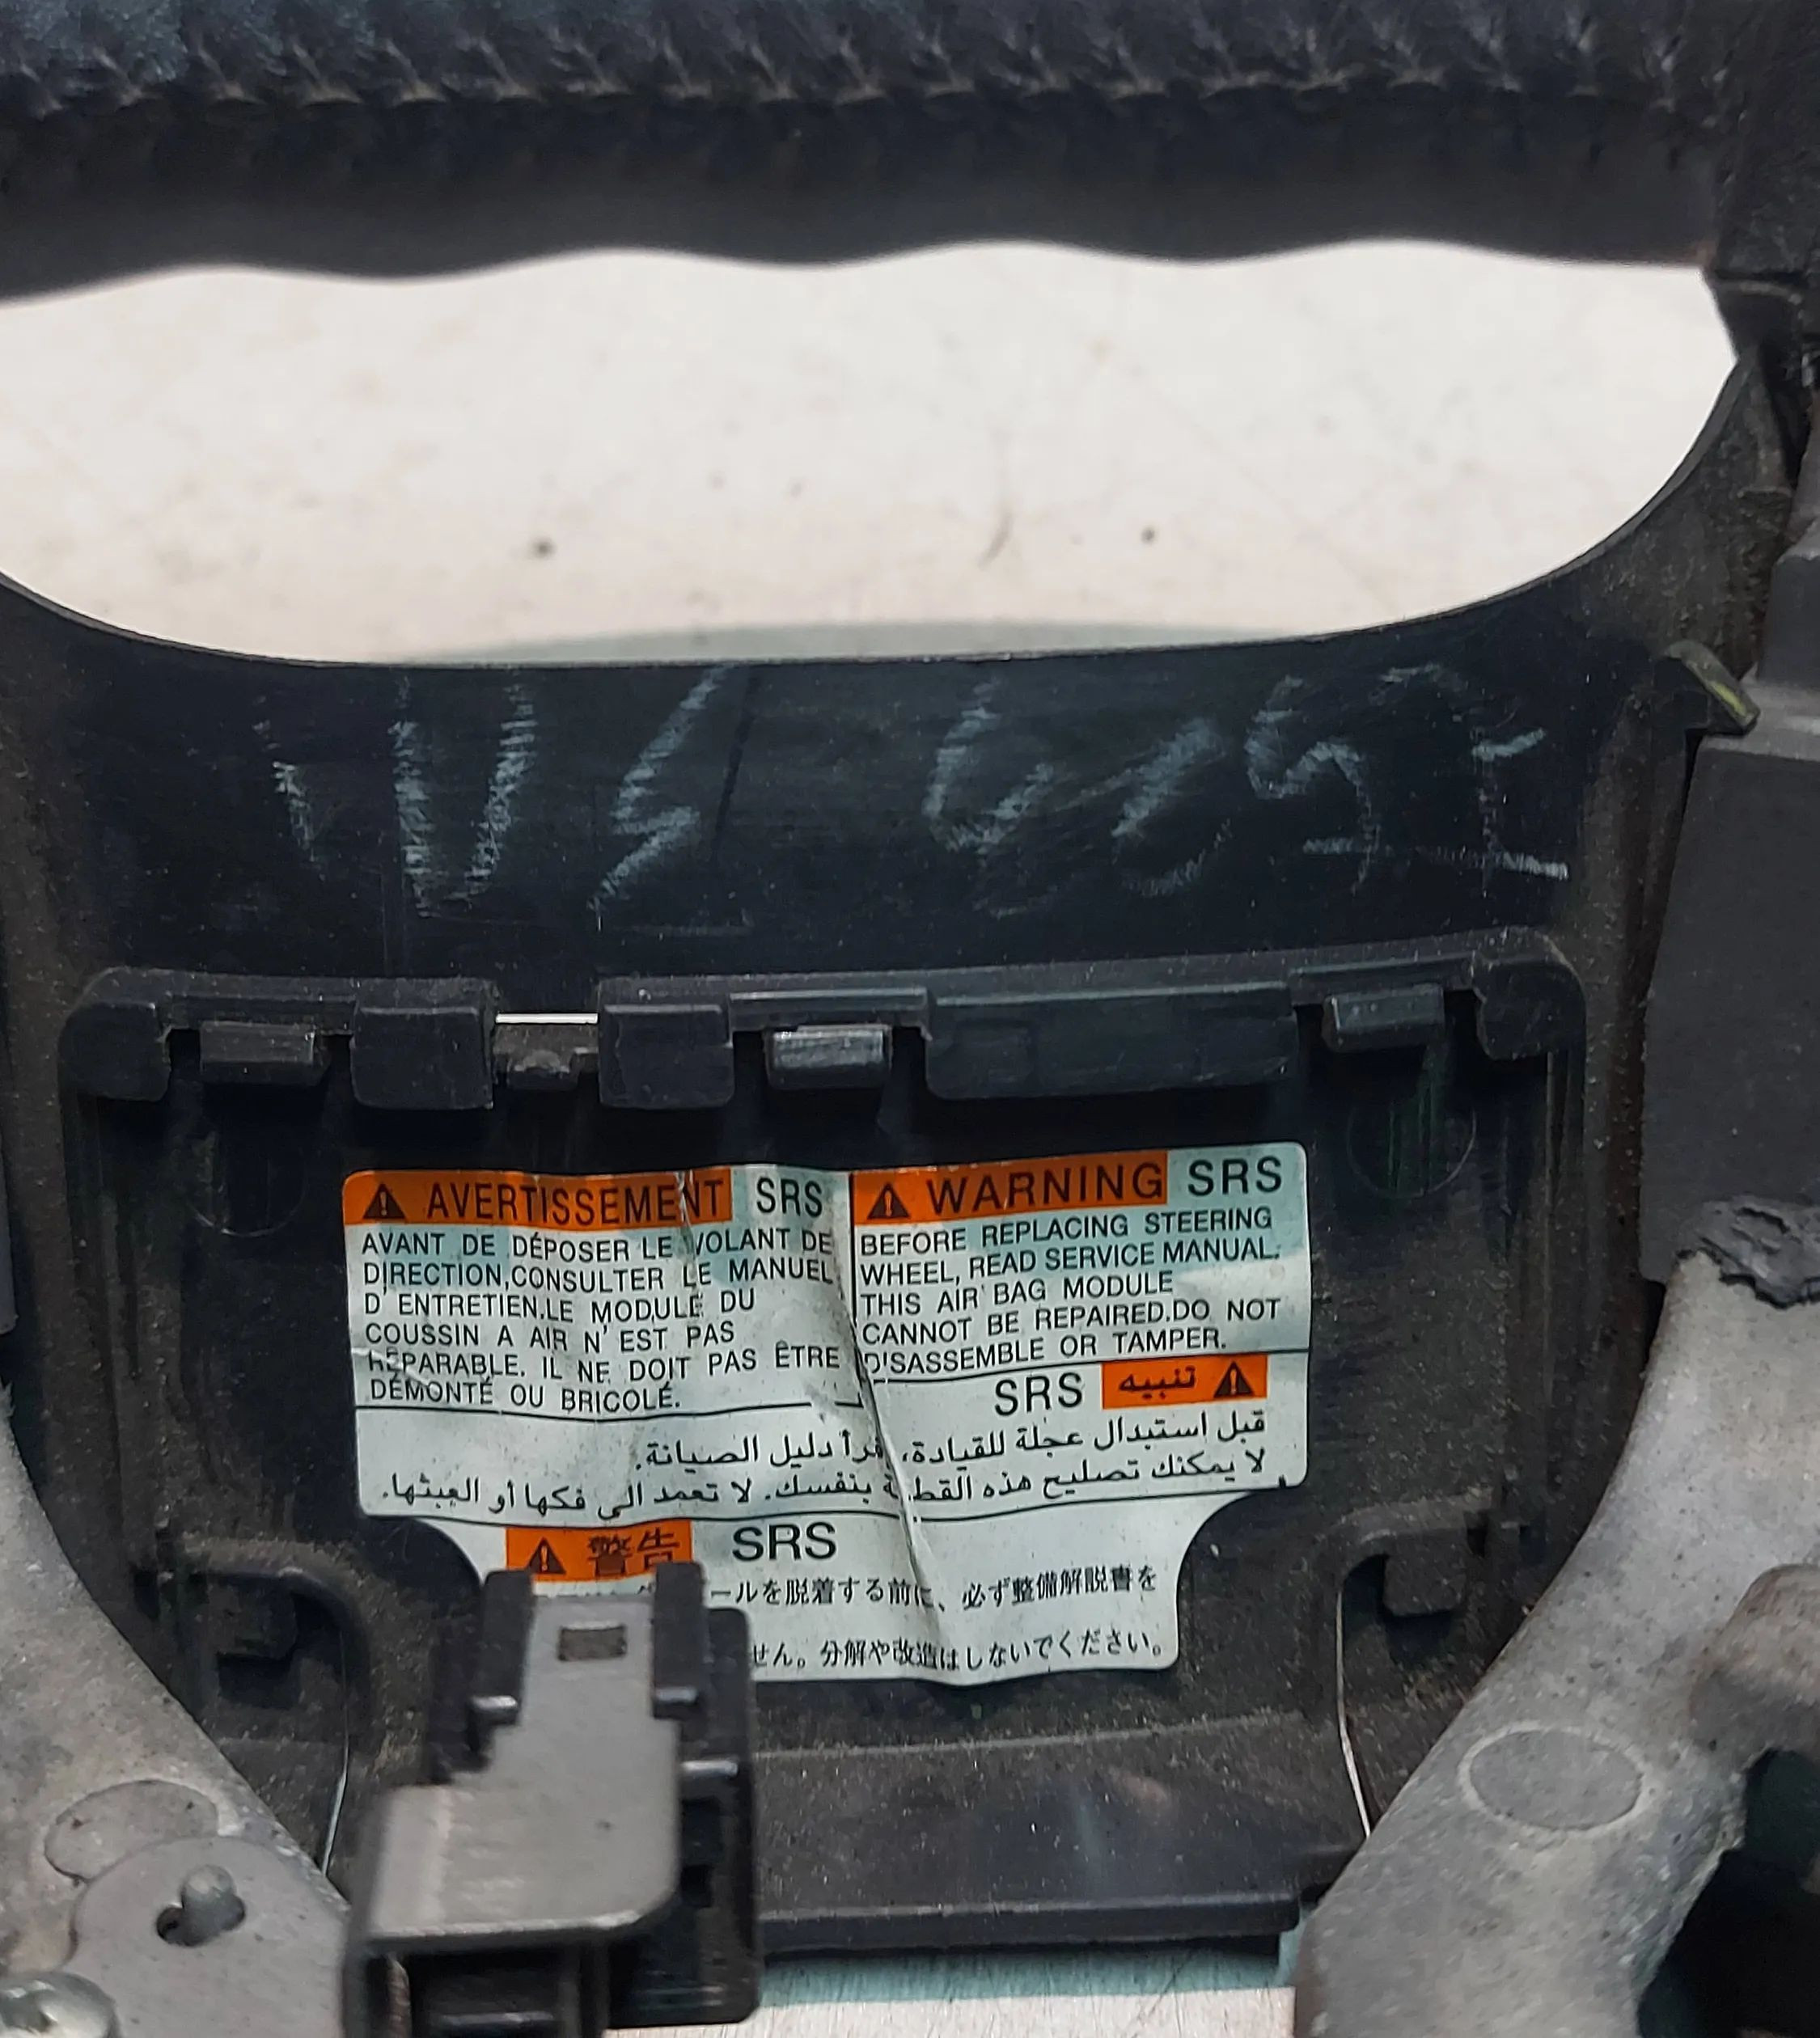 AVERTISSEMENT SRS
AVANT DE DÉPOSER LE VOLANT DE
DIRECTION,CONSULTER LE MANUEL
D' ENTRETIEN.LE MODULE DU
COUSSIN A AIR N' EST PAS
RÉPARABLE. IL NE DOIT PAS ÊTRE
DÉMONTÉ OU BRICOLÉ.
WARNING SRS
BEFORE REPLACING STEERING
WHEEL, READ SERVICE MANUAL.
THIS AIR BAG MODULE
CANNOT BE REPAIRED.DO NOT
DISASSEMBLE OR TAMPER.
تنبيه SRS
قبل استبدال عجلة للقيادة، دليل الصيانة.
لا يمكنك تصليح هذه بنفسك. لا تعمد الى فكها أو العبثها.
警告 SRS
ールを脱着する前に、必ず整備解説書を
せん。分解や改造はしないでください。